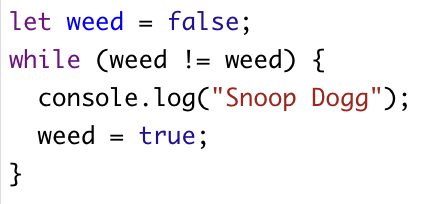 let weed = false;
while (weed != weed) {
  console.log("Snoop Dogg");
  weed = true;
}